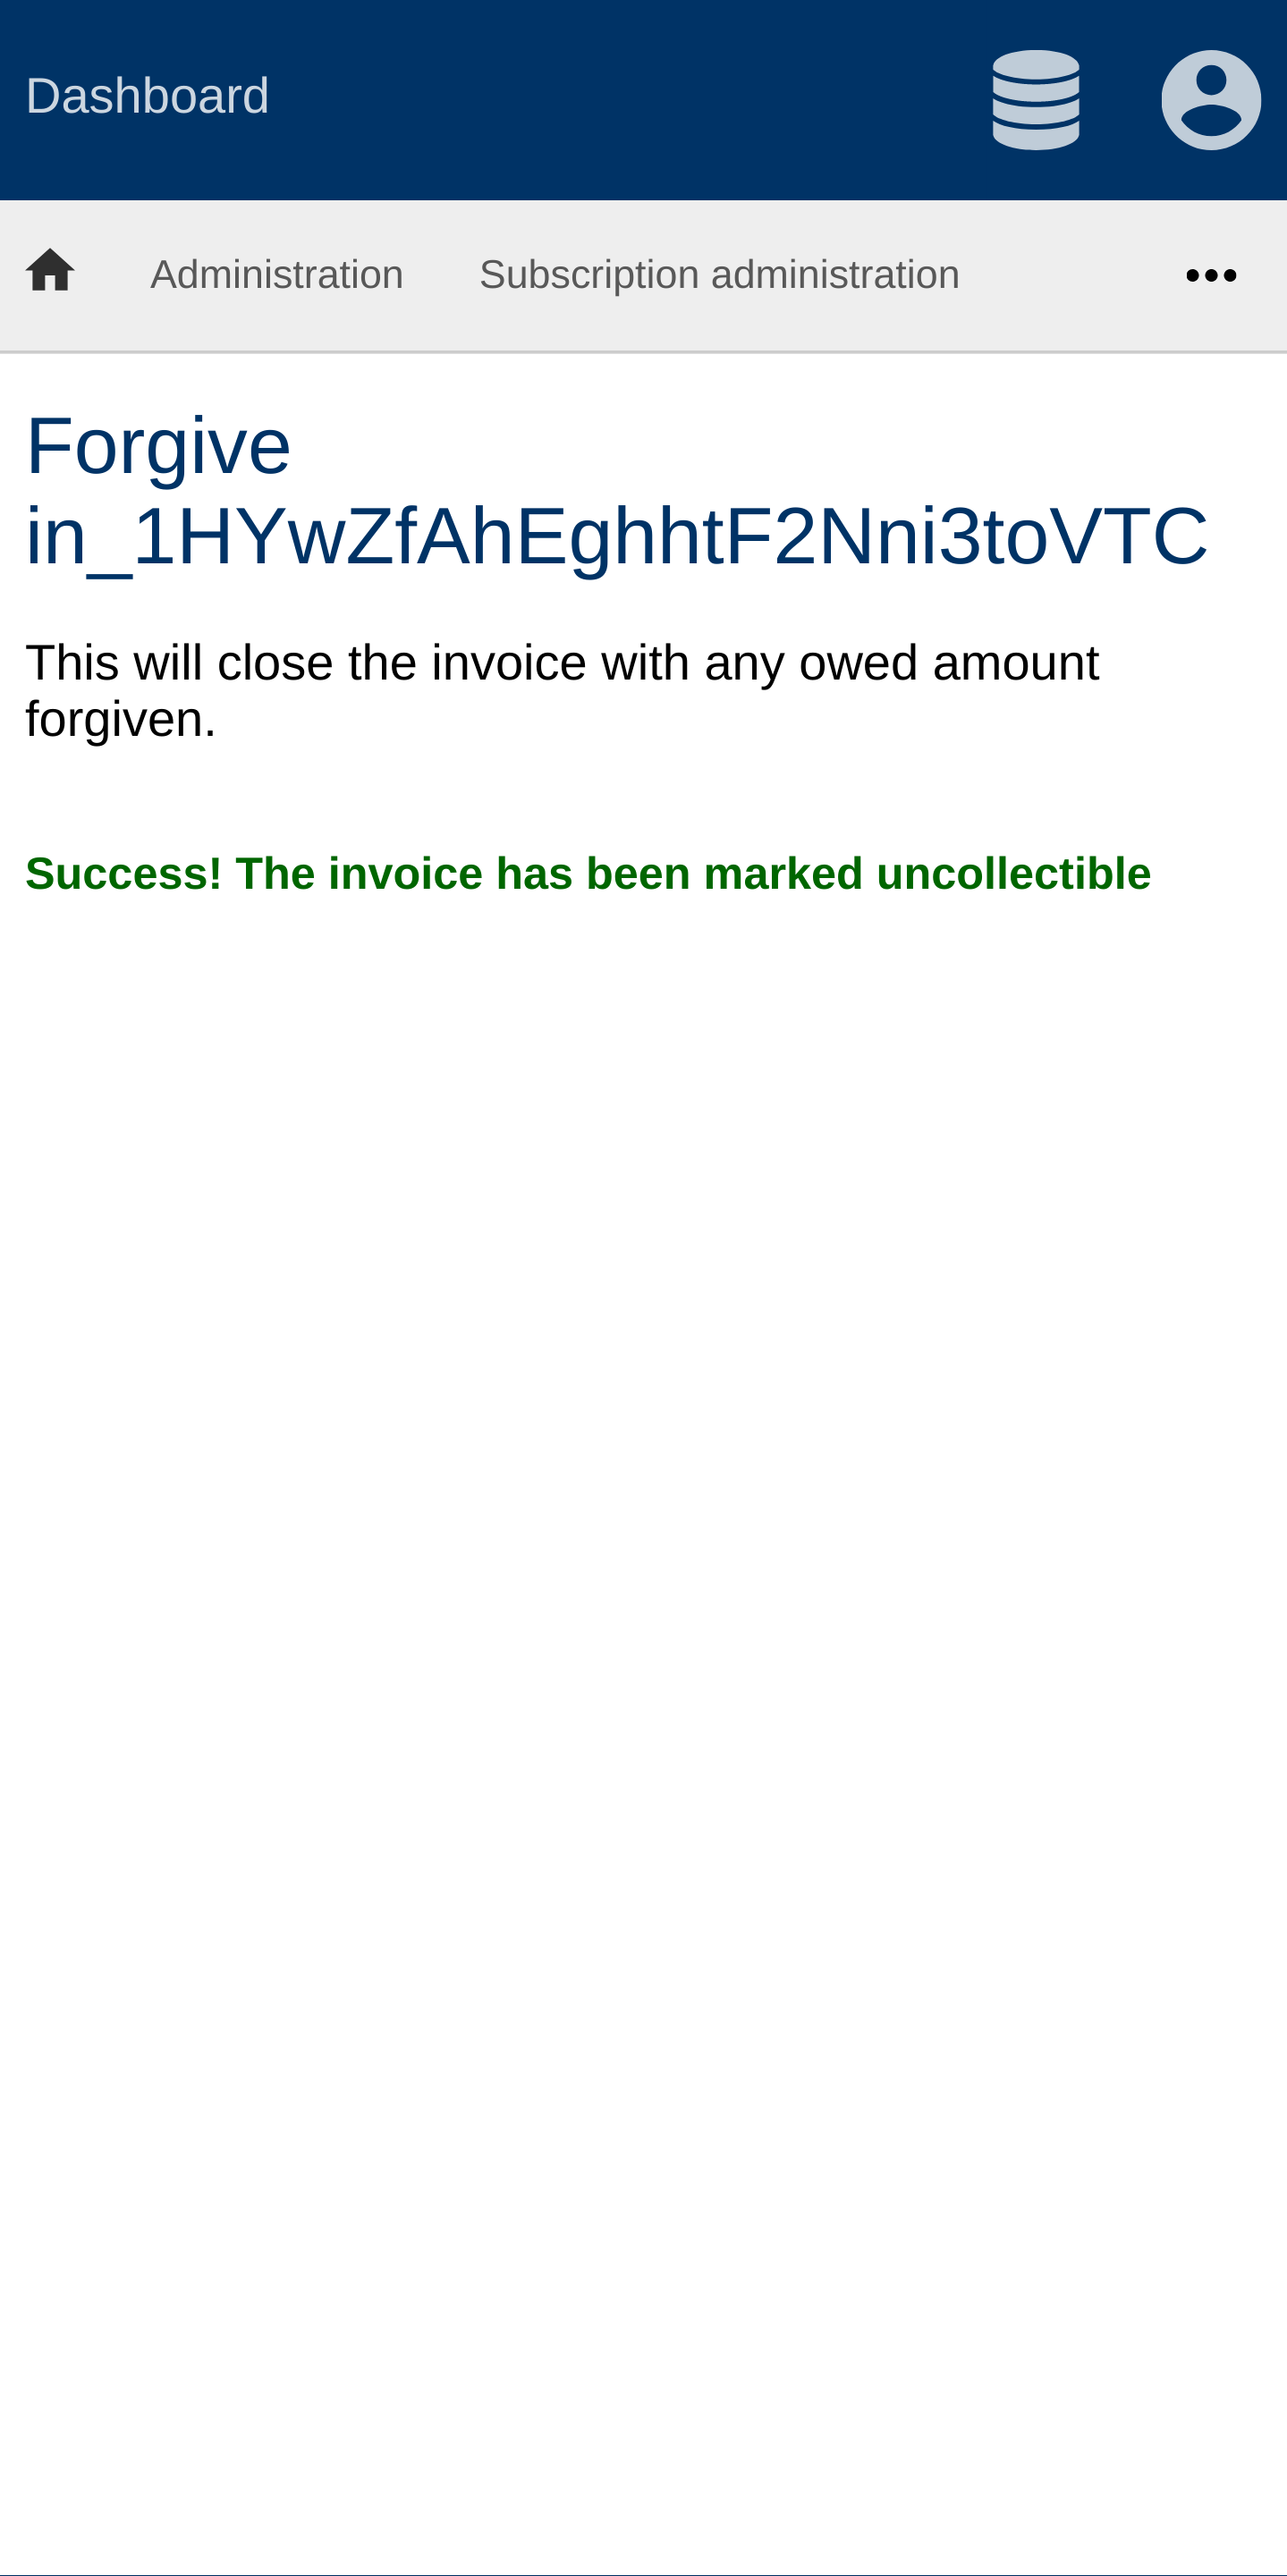 Dashboard
Administration Subscription administration
Forgive
in_1HYwZfAhEghhtF2Nni3toVTC
This will close the invoice with any owed amount
forgiven.
Success! The invoice has been marked uncollectible